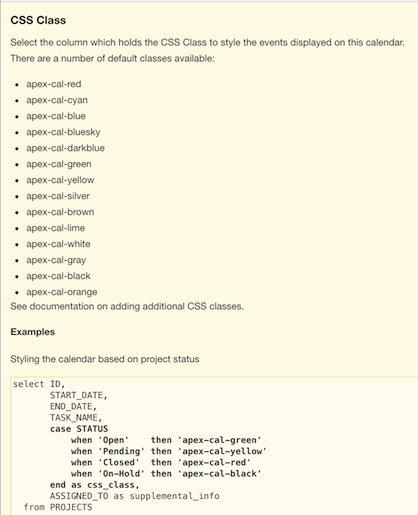 CSS Class
Select the column which holds the CSS Class to style the events displayed on this calendar.
There are a number of default classes available:
• apex-cal-red
• apex-cal-cyan
• apex-cal-blue
• apex-cal-bluesky
• apex-cal-darkblue
• apex-cal-green
• apex-cal-yellow
• apex-cal-silver
• apex-cal-brown
• apex-cal-lime
• apex-cal-white
• apex-cal-gray
• apex-cal-black
• apex-cal-orange
See documentation on adding additional CSS classes.
Examples
Styling the calendar based on project status
select ID,
       START_DATE,
       END_DATE,
       TASK_NAME,
       case STATUS
           when 'Open'    then 'apex-cal-green'
           when 'Pending' then 'apex-cal-yellow'
           when 'Closed'  then 'apex-cal-red'
           when 'On-Hold' then 'apex-cal-black'
       end as css_class,
       ASSIGNED_TO as supplemental_info
  from PROJECTS